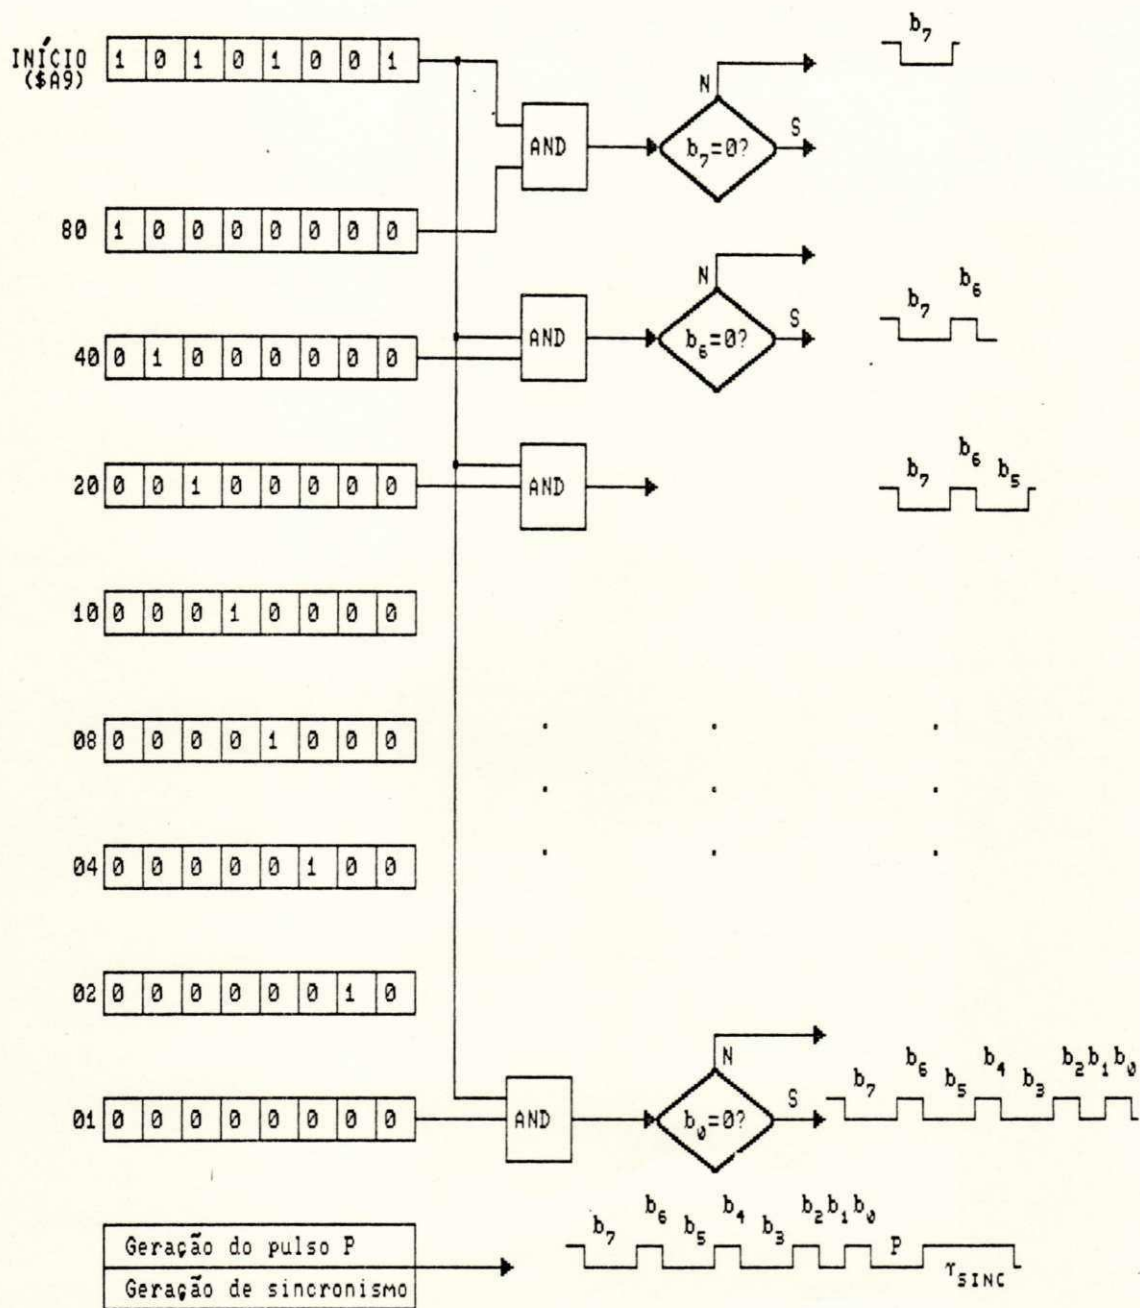 b7
INÍCIO 1 0 1 0 1 0 0 1
($A9)
N
AND
b7=0?
S
80 1 0 0 0 0 0 0 0
N
b6
AND
b6=0?
S
b7
40 0 1 0 0 0 0 0 0
b6
20 0 0 1 0 0 0 0 0
AND
b7 b5
10 0 0 0 1 0 0 0 0
08 0 0 0 0 1 0 0 0
04 0 0 0 0 0 1 0 0
02 0 0 0 0 0 0 1 0
N
b6 b4 b2 b1 b0
b7 b5 b3
01 0 0 0 0 0 0 0 0
AND
b0=0?
S
b6 b4 b2 b1 b0
b7 b5 b3
Geração do pulso P
P
Geração de sincronismo
TSINC